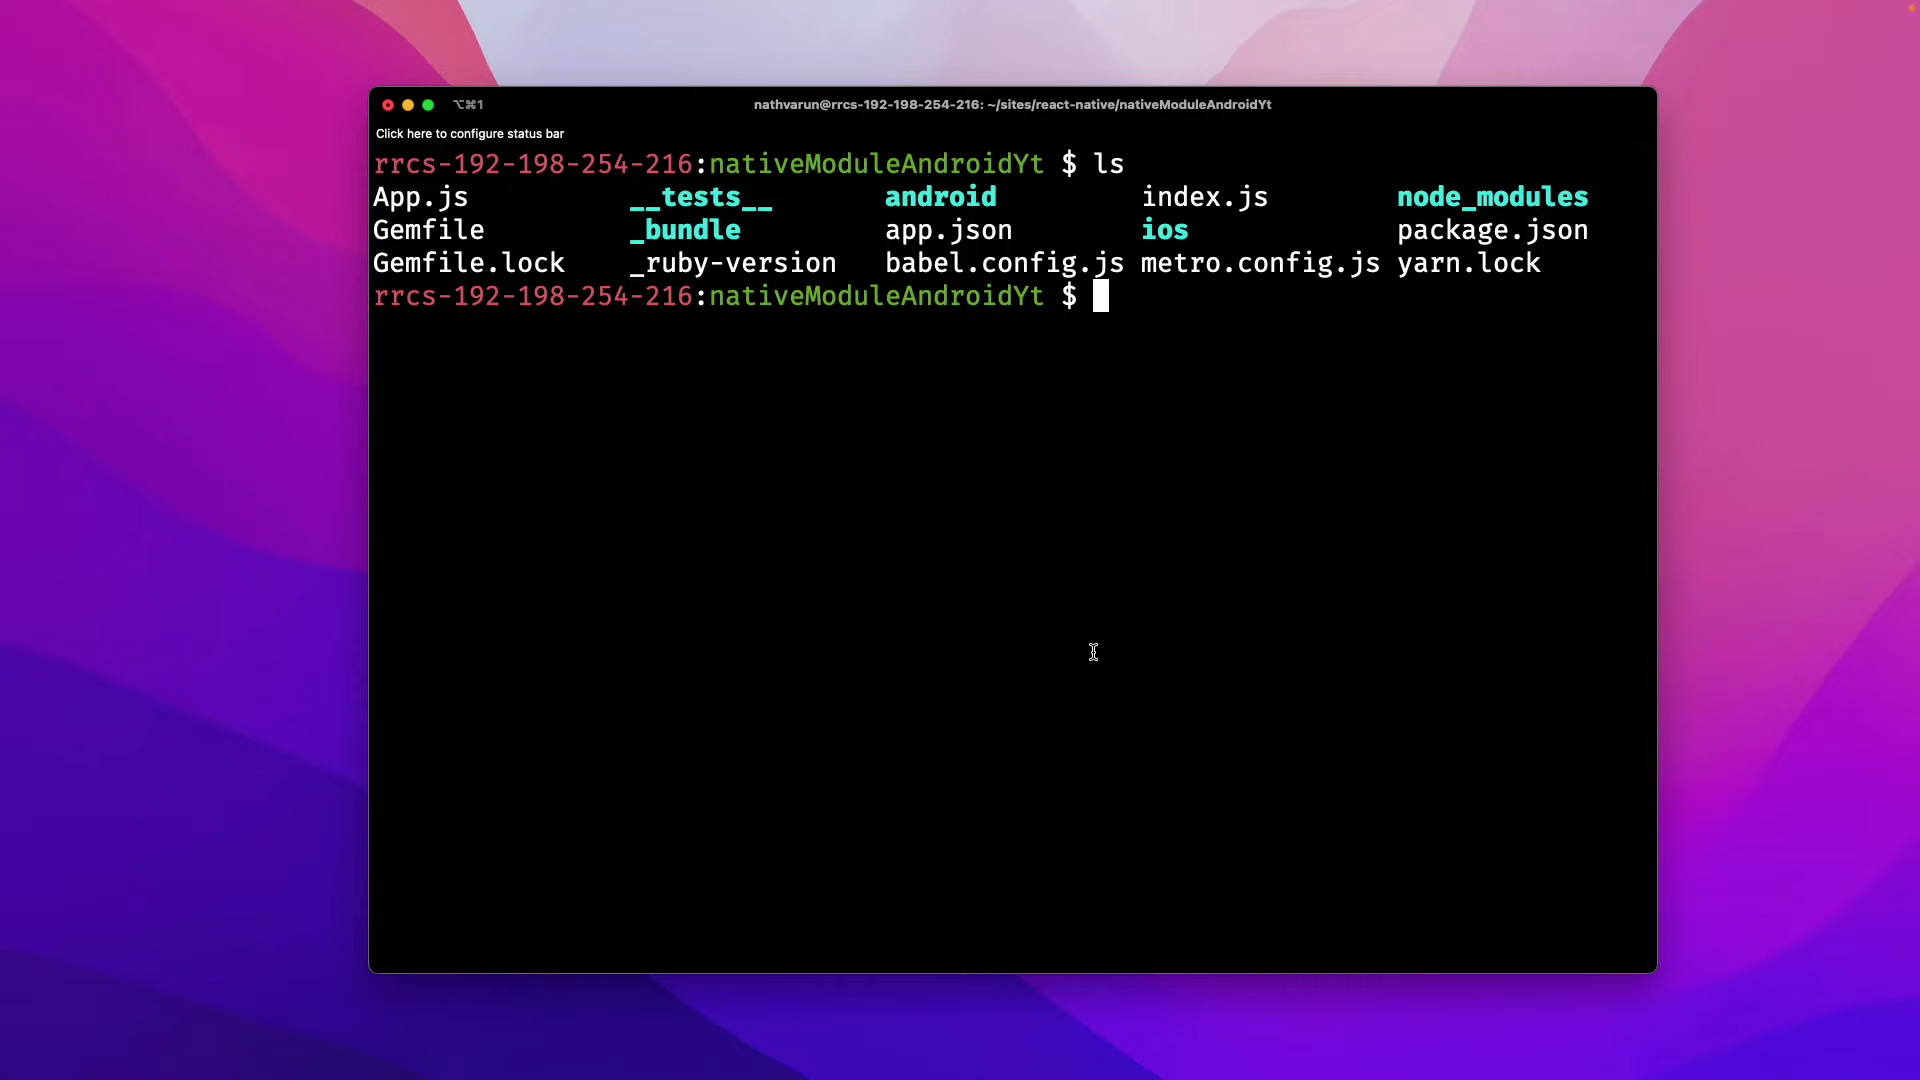 ⌥⌘1 nathvarun@rrcs-192-198-254-216: ~/sites/react-native/nativeModuleAndroidYt
Click here to configure status bar
rrcs-192-198-254-216:nativeModuleAndroidYt $ ls
App.js __tests__ android index.js node_modules
Gemfile _bundle app.json ios package.json
Gemfile.lock _ruby-version babel.config.js metro.config.js yarn.lock
rrcs-192-198-254-216:nativeModuleAndroidYt $